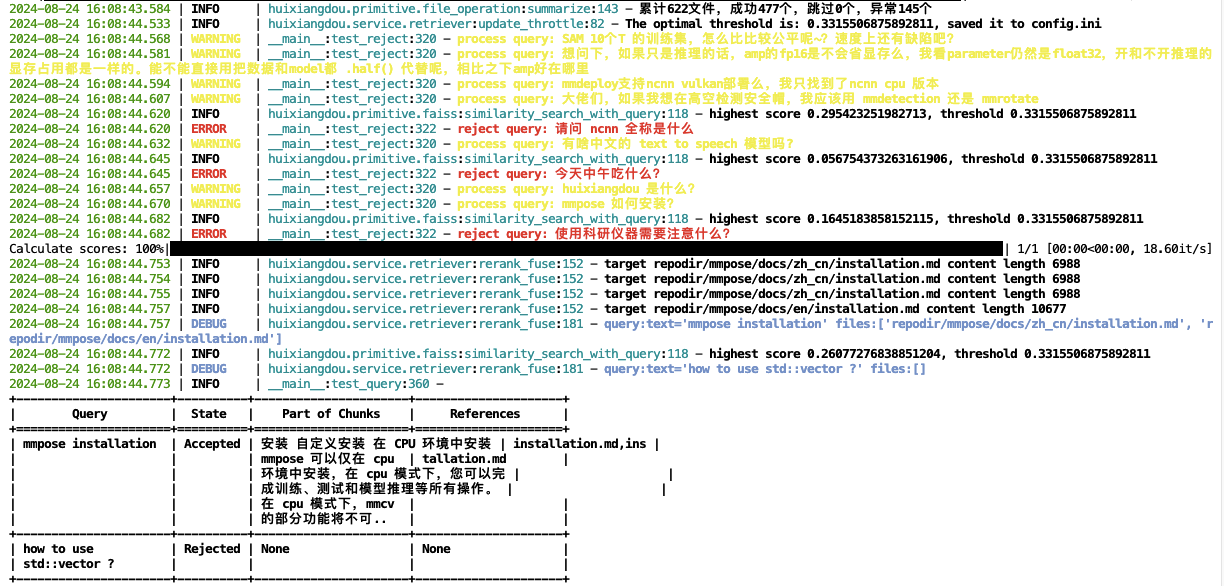 2024-08-24 16:08:43.584 | INFO     | huixiangdou.primitive.file_operation:summarize:143 - 累计622文件，成功477个，跳过0个，异常145个
2024-08-24 16:08:44.533 | INFO     | huixiangdou.service.retriever:update_throttle:82 - The optimal threshold is: 0.3315506875892811, saved it to config.ini
2024-08-24 16:08:44.568 | WARNING  | __main__:test_reject:320 - process query: SAM 10个T 的训练集，怎么比比较公平呢~？速度上还有缺陷吧？
2024-08-24 16:08:44.581 | WARNING  | __main__:test_reject:320 - process query: 想问下，如果只是推理的话，amp的fp16是不会省显存么，我看parameter仍然是float32，开和不开推理的
显存占用都是一样的。能不能直接用把数据和model都 .half() 代替呢，相比之下amp好在哪里
2024-08-24 16:08:44.594 | WARNING  | __main__:test_reject:320 - process query: mmdeploy支持ncnn vulkan部署么，我只找到了ncnn cpu 版本
2024-08-24 16:08:44.607 | WARNING  | __main__:test_reject:320 - process query: 大佬们，如果我想在高空检测安全帽，我应该用 mmdetection 还是 mmrotate
2024-08-24 16:08:44.620 | INFO     | huixiangdou.primitive.faiss:similarity_search_with_query:118 - highest score 0.295423251982713, threshold 0.3315506875892811
2024-08-24 16:08:44.620 | ERROR    | __main__:test_reject:322 - reject query: 请问 ncnn 全称是什么
2024-08-24 16:08:44.632 | WARNING  | __main__:test_reject:320 - process query: 有啥中文的 text to speech 模型吗?
2024-08-24 16:08:44.645 | INFO     | huixiangdou.primitive.faiss:similarity_search_with_query:118 - highest score 0.056754373263161906, threshold 0.3315506875892811
2024-08-24 16:08:44.645 | ERROR    | __main__:test_reject:322 - reject query: 今天中午吃什么？
2024-08-24 16:08:44.657 | WARNING  | __main__:test_reject:320 - process query: huixiangdou 是什么？
2024-08-24 16:08:44.670 | WARNING  | __main__:test_reject:320 - process query: mmpose 如何安装？
2024-08-24 16:08:44.682 | INFO     | huixiangdou.primitive.faiss:similarity_search_with_query:118 - highest score 0.1645183858152115, threshold 0.3315506875892811
2024-08-24 16:08:44.682 | ERROR    | __main__:test_reject:322 - reject query: 使用科研仪器需要注意什么？
Calculate scores: 100%|| 1/1 [00:00<00:00, 18.60it/s]
2024-08-24 16:08:44.753 | INFO     | huixiangdou.service.retriever:rerank_fuse:152 - target repodir/mmpose/docs/zh_cn/installation.md content length 6988
2024-08-24 16:08:44.754 | INFO     | huixiangdou.service.retriever:rerank_fuse:152 - target repodir/mmpose/docs/zh_cn/installation.md content length 6988
2024-08-24 16:08:44.755 | INFO     | huixiangdou.service.retriever:rerank_fuse:152 - target repodir/mmpose/docs/zh_cn/installation.md content length 6988
2024-08-24 16:08:44.757 | INFO     | huixiangdou.service.retriever:rerank_fuse:152 - target repodir/mmpose/docs/en/installation.md content length 10677
2024-08-24 16:08:44.757 | DEBUG    | huixiangdou.service.retriever:rerank_fuse:181 - query:text='mmpose installation' files:['repodir/mmpose/docs/zh_cn/installation.md', 'r
epodir/mmpose/docs/en/installation.md']
2024-08-24 16:08:44.772 | INFO     | huixiangdou.primitive.faiss:similarity_search_with_query:118 - highest score 0.26077276838851204, threshold 0.3315506875892811
2024-08-24 16:08:44.772 | DEBUG    | huixiangdou.service.retriever:rerank_fuse:181 - query:text='how to use std::vector ?' files:[]
2024-08-24 16:08:44.773 | INFO     | __main__:test_query:360 -
| Query | State | Part of Chunks | References |
| mmpose installation | Accepted | 安装 自定义安装 在 CPU 环境中安装 | installation.md,ins |
| | | mmpose 可以仅在 cpu | tallation.md |
| | | 环境中安装，在 cpu 模式下，您可以完 | |
| | | 成训练、测试和模型推理等所有操作。 | |
| | | 在 cpu 模式下，mmcv | |
| | | 的部分功能将不可.. | |
| how to use | Rejected | None | None |
| std::vector ? | | | |